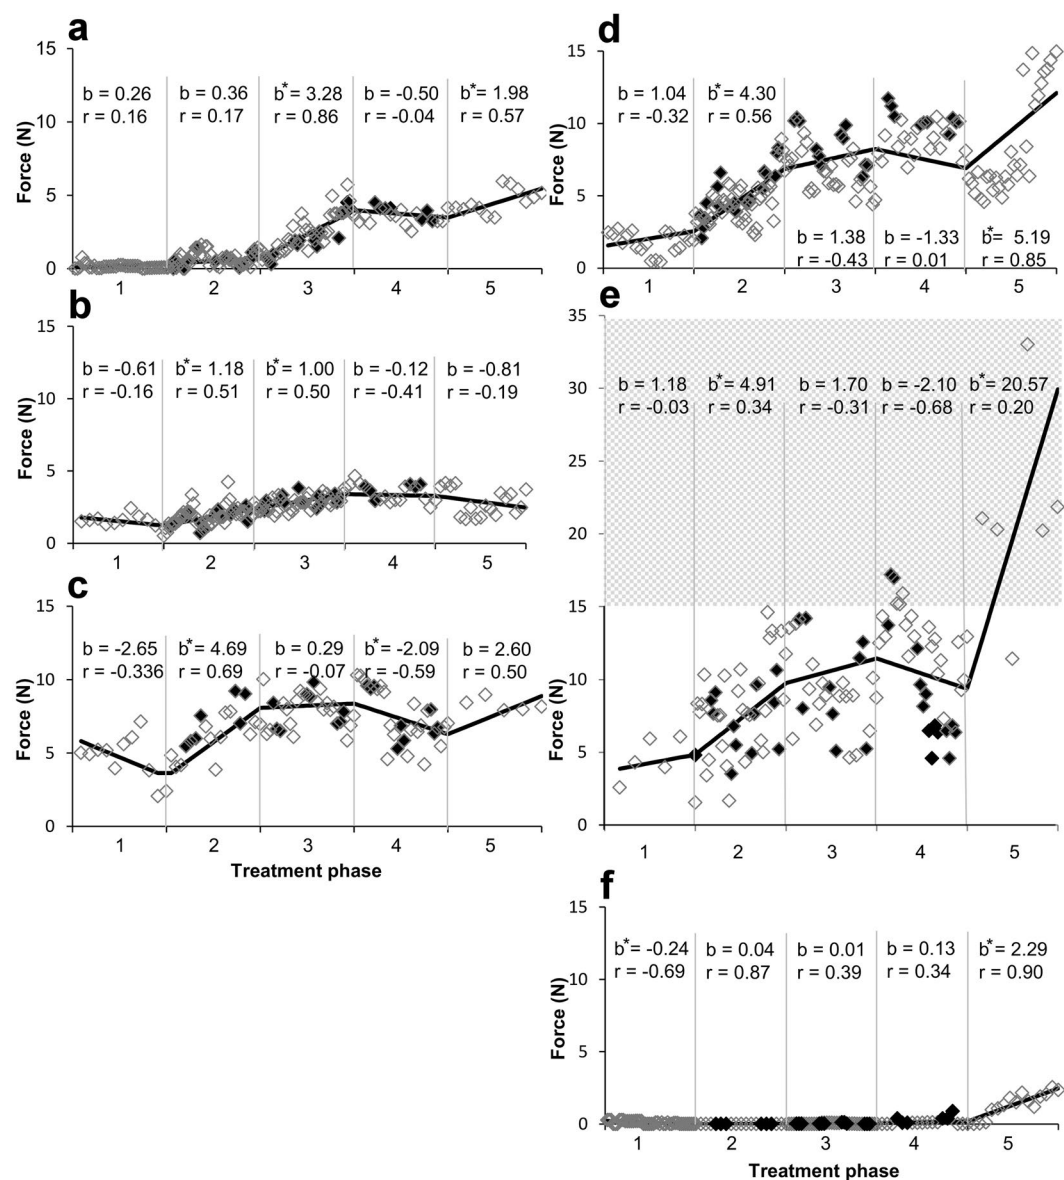 a
15
10
5
0
Force (N)
b = 0.26
r = 0.16
b = 0.36
r = 0.17
b*= 3.28
r = 0.86
b = -0.50
r = -0.04
b*= 1.98
r = 0.57
1 2 3 4 5
b
15
10
5
0
Force (N)
b = -0.61
r = -0.16
b*= 1.18
r = 0.51
b*= 1.00
r = 0.50
b = -0.12
r = -0.41
b = -0.81
r = -0.19
1 2 3 4 5
c
15
10
5
0
Force (N)
b = -2.65
r = -0.336
b*= 4.69
r = 0.69
b = 0.29
r = -0.07
b*= -2.09
r = -0.59
b = 2.60
r = 0.50
1 2 3 4 5
Treatment phase
d
15
10
5
0
Force (N)
b = 1.04
r = -0.32
b*= 4.30
r = 0.56
b = 1.38
r = -0.43
b = -1.33
r = 0.01
b*= 5.19
r = 0.85
1 2 3 4 5
e
35
30
25
20
15
10
5
0
Force (N)
b = 1.18
r = -0.03
b*= 4.91
r = 0.34
b = 1.70
r = -0.31
b = -2.10
r = -0.68
b*= 20.57
r = 0.20
1 2 3 4 5
f
15
10
5
0
Force (N)
b*= -0.24
r = -0.69
b = 0.04
r = 0.87
b = 0.01
r = 0.39
b = 0.13
r = 0.34
b*= 2.29
r = 0.90
1 2 3 4 5
Treatment phase